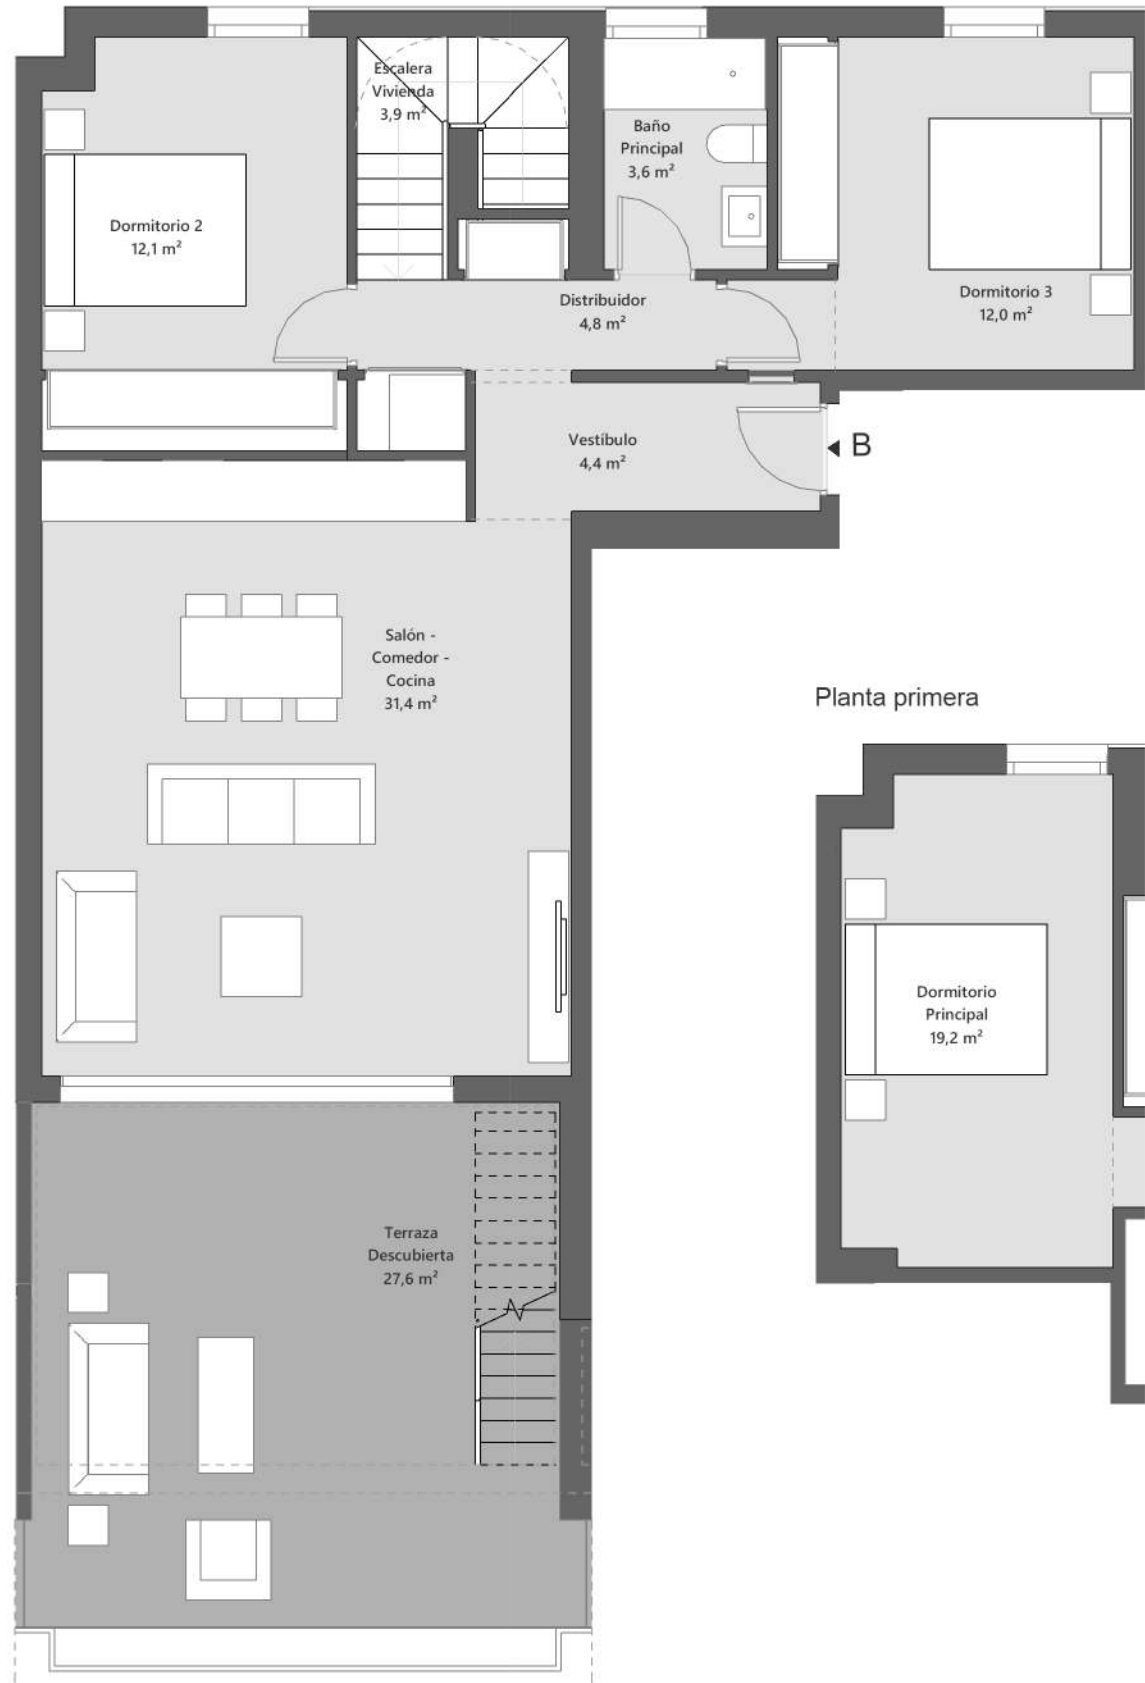 Escalera
Vivienda
3,9 m²
Baño
Principal
3,6 m²
Dormitorio 2
12,1 m²
Distribuidor
4,8 m²
Dormitorio 3
12,0 m²
Vestíbulo
4,4 m²
B
Salón -
Comedor -
Cocina
31,4 m²
Planta primera
Dormitorio
Principal
19,2 m²
Terraza
Descubierta
27,6 m²